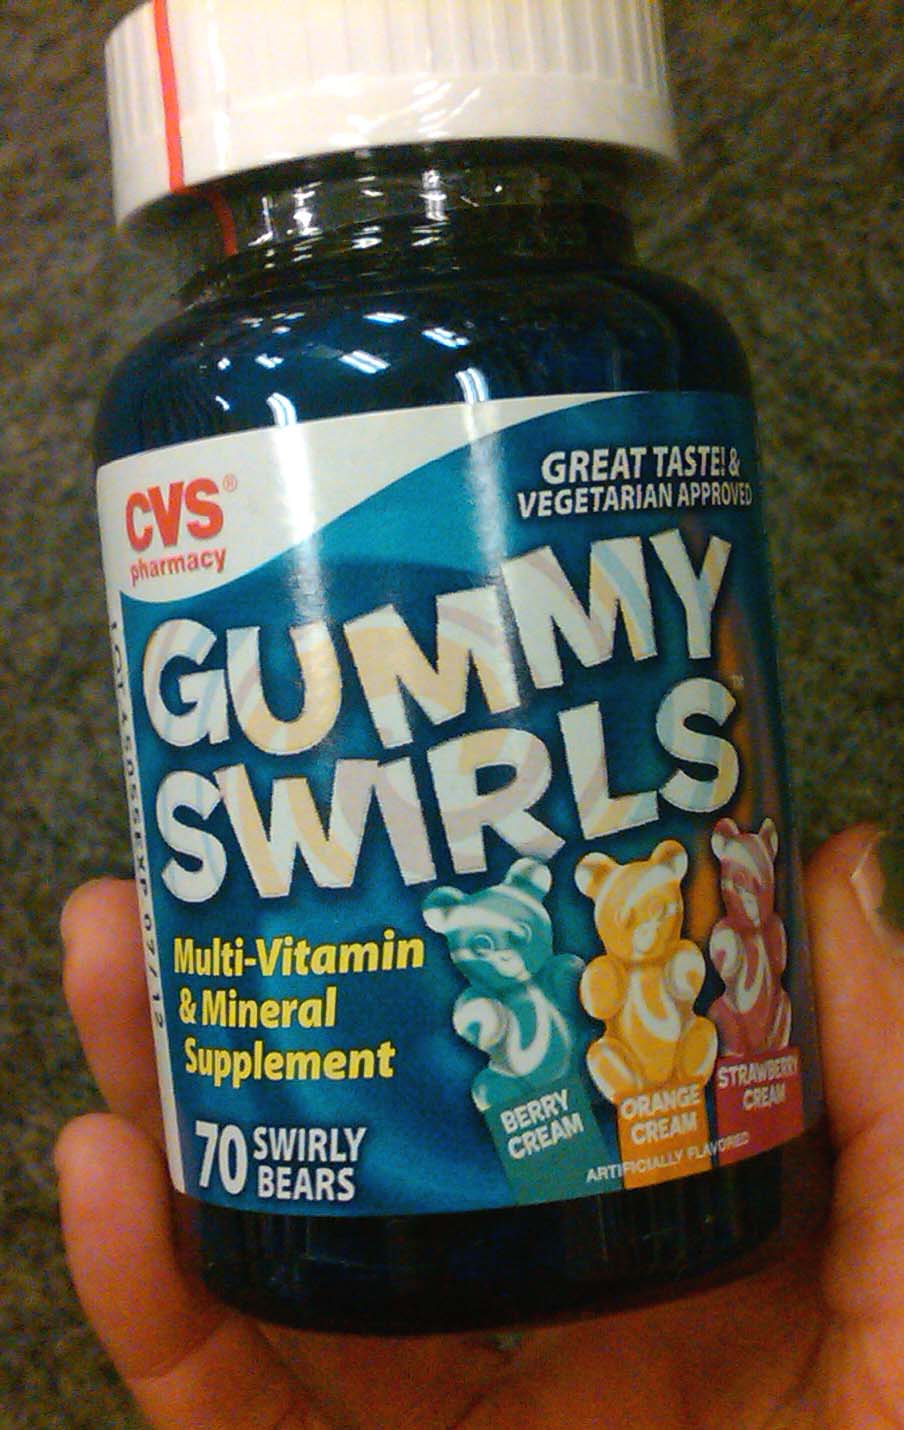 CVS®
pharmacy
GREAT TASTE! &
VEGETARIAN APPROVED
GUMMY
SWIRLS™
Multi-Vitamin
& Mineral
Supplement
70 SWIRLY
BEARS
BERRY
CREAM
ORANGE
CREAM
STRAWBERRY
CREAM
ARTIFICIALLY FLAVORED